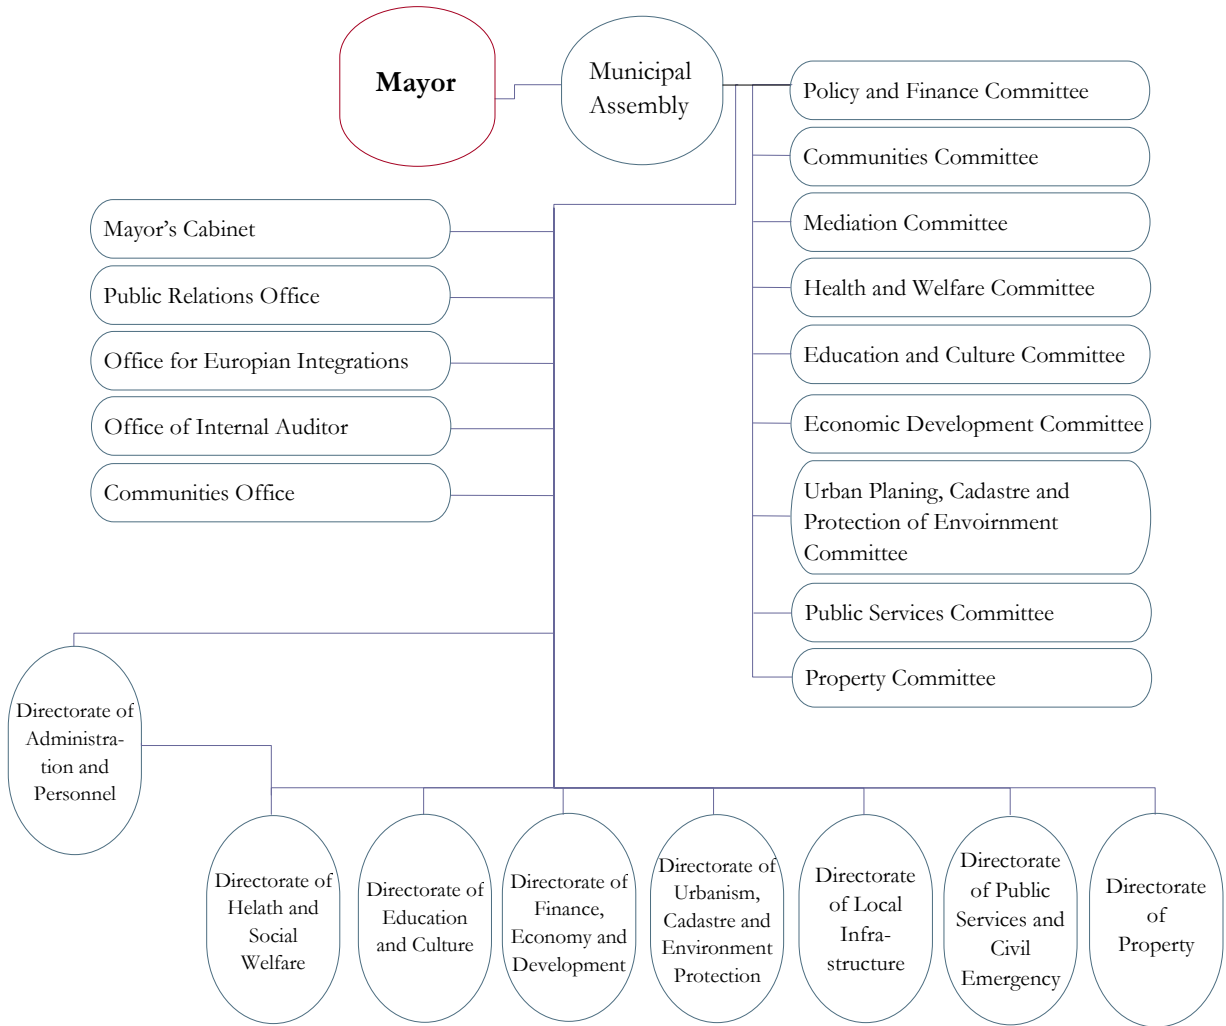 Mayor
Municipal
Assembly
Policy and Finance Committee
Communities Committee
Mediation Committee
Health and Welfare Committee
Education and Culture Committee
Economic Development Committee
Urban Planing, Cadastre and
Protection of Envoirnment
Committee
Public Services Committee
Property Committee
Mayor’s Cabinet
Public Relations Office
Office for Europian Integrations
Office of Internal Auditor
Communities Office
Directorate of
Administra-
tion and
Personnel
Directorate of
Helath and
Social
Welfare
Directorate of
Education
and Culture
Directorate of
Finance,
Economy and
Development
Directorate of
Urbanism,
Cadastre and
Environment
Protection
Directorate
of Local
Infra-
structure
Directorate
of Public
Services and
Civil
Emergency
Directorate
of
Property